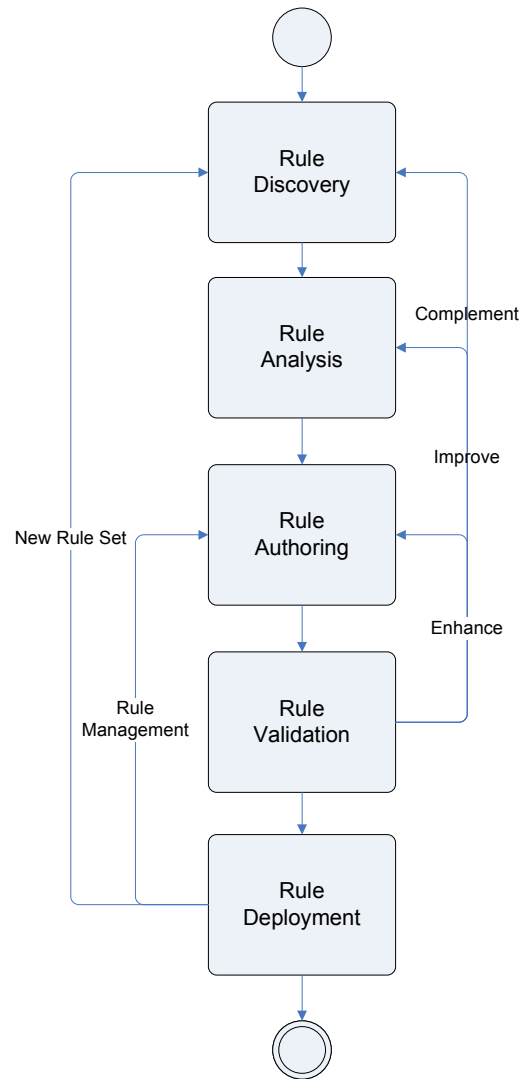 Rule
Discovery
Complement
Rule
Analysis
Improve
Rule
Authoring
New Rule Set
Enhance
Rule
Management
Rule
Validation
Rule
Deployment